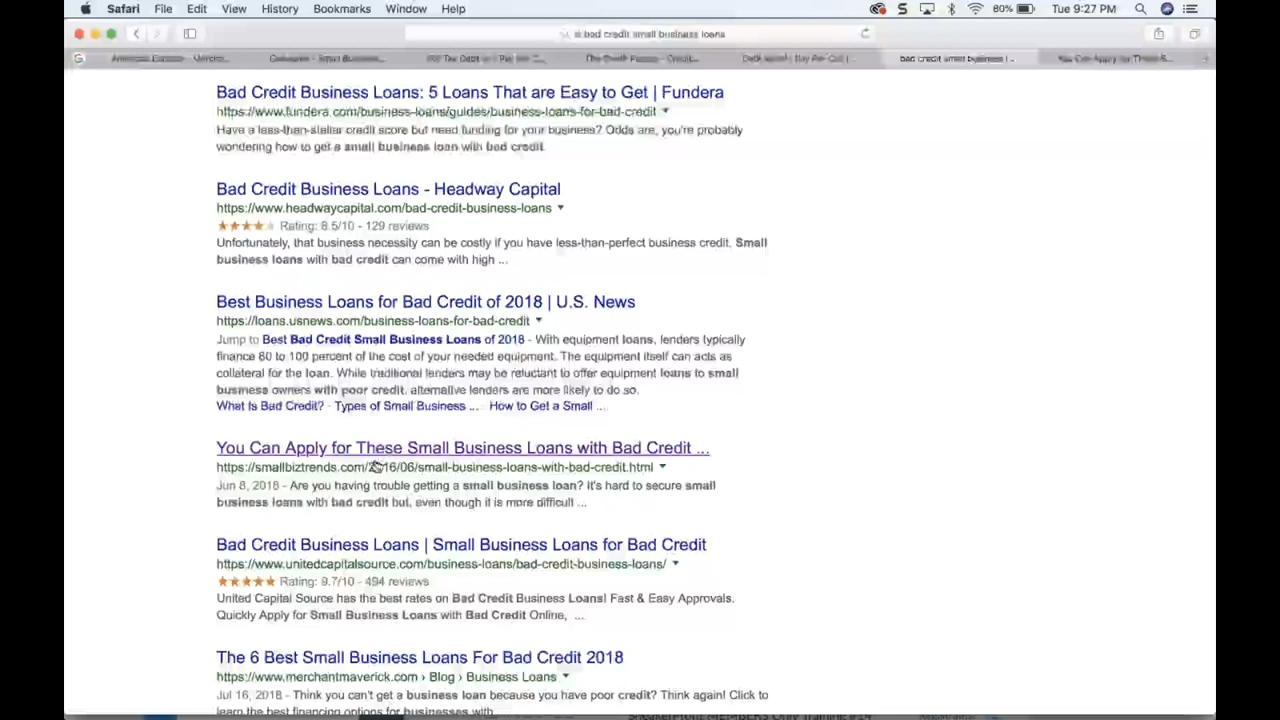 Safari File Edit View History Bookmarks Window Help 80% Tue 9:27 PM
bad credit small business loans
bad credit small business l...
Bad Credit Business Loans: 5 Loans That are Easy to Get | Fundera
https://www.fundera.com/business-loans/guides/business-loans-for-bad-credit
Have a less-than-stellar credit score but need funding for your business? Odds are, you're probably
wondering how to get a small business loan with bad credit.
Bad Credit Business Loans - Headway Capital
https://www.headwaycapital.com/bad-credit-business-loans
Rating: 8.5/10 - 129 reviews
Unfortunately, that business necessity can be costly if you have less-than-perfect business credit. Small
business loans with bad credit can come with high ...
Best Business Loans for Bad Credit of 2018 | U.S. News
https://loans.usnews.com/business-loans-for-bad-credit
Jump to Best Bad Credit Small Business Loans of 2018 - With equipment loans, lenders typically
finance 80 to 100 percent of the cost of your needed equipment. The equipment itself can act as
collateral for the loan. While traditional lenders may be reluctant to offer equipment loans to small
business owners with poor credit, alternative lenders are more likely to do so.
What Is Bad Credit? · Types of Small Business ... · How to Get a Small ...
You Can Apply for These Small Business Loans with Bad Credit ...
https://smallbiztrends.com/2016/06/small-business-loans-with-bad-credit.html
Jun 8, 2018 - Are you having trouble getting a small business loan? It's hard to secure small
business loans with bad credit but, even though it is more difficult ...
Bad Credit Business Loans | Small Business Loans for Bad Credit
https://www.unitedcapitalsource.com/business-loans/bad-credit-business-loans/
Rating: 9.7/10 - 494 reviews
United Capital Source has the best rates on Bad Credit Business Loans! Fast & Easy Approvals.
Quickly Apply for Small Business Loans with Bad Credit Online, ...
The 6 Best Small Business Loans For Bad Credit 2018
https://www.merchantmaverick.com › Blog › Business Loans
Jul 16, 2018 - Think you can't get a business loan because you have poor credit? Think again! Click to
learn the best financing options for businesses with